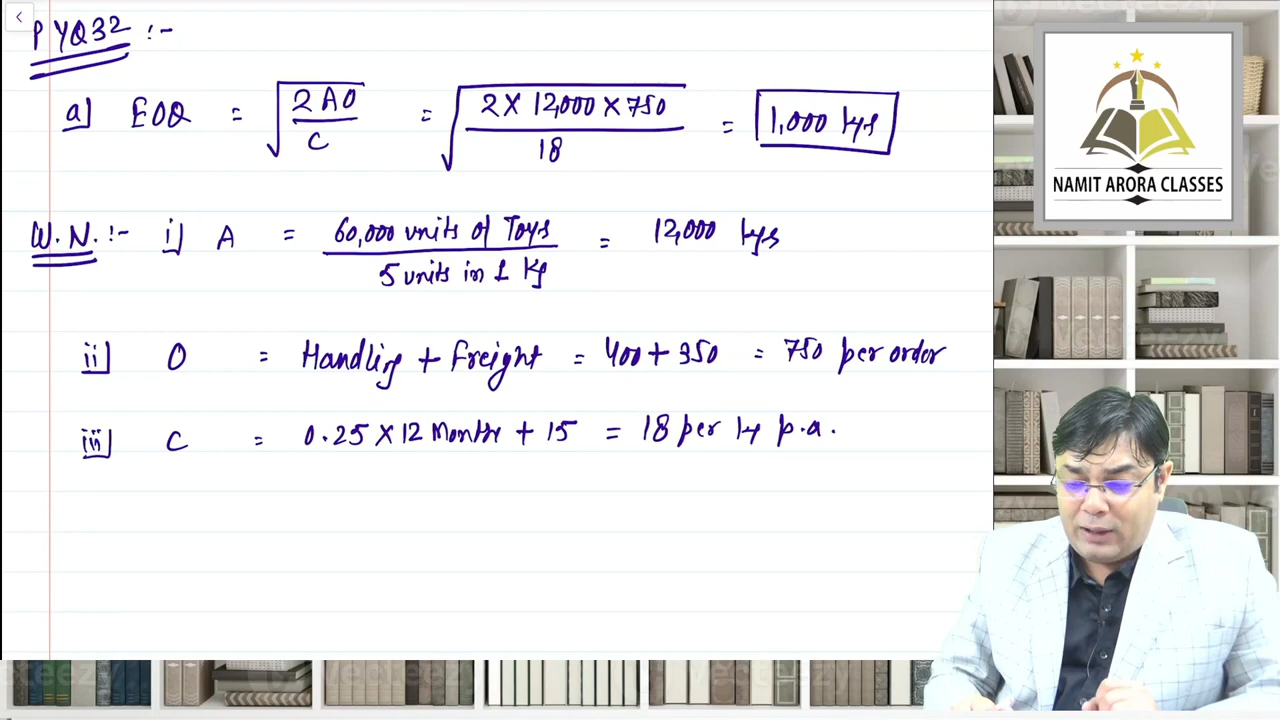 PYQ32 :-
a] EOQ = √(2AO / C) = √(2 X 12,000 X 750 / 18) = 1,000 kgs
W.N. :- i] A = 60,000 units of Toys / 5 units in 1 Kg = 12,000 kgs
ii] O = Handling + Freight = 400 + 350 = 750 per order
iii] C = 0.25 X 12 Months + 15 = 18 per kg p.a.
NAMIT ARORA CLASSES